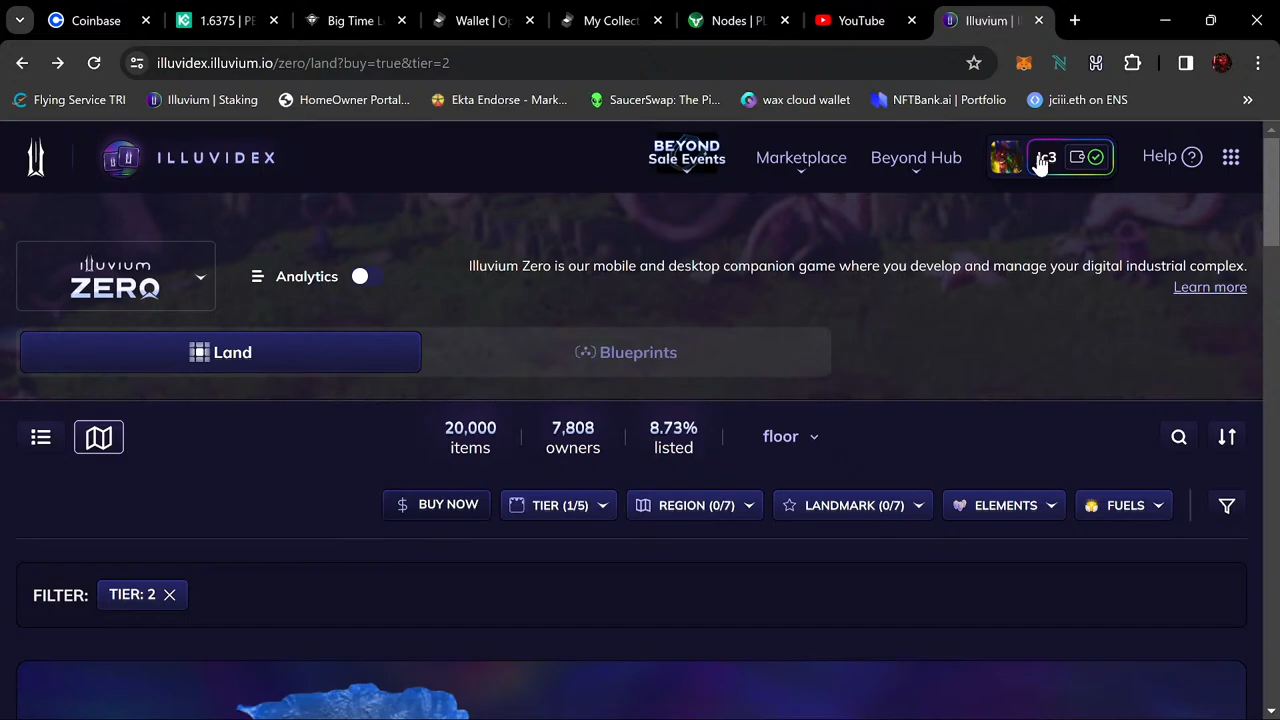 Coinbase
1.6375 | PE
Big Time L
Wallet | Op
My Collect
Nodes | PL
YouTube
Illuvium | I
illuvidex.illuvium.io/zero/land?buy=true&tier=2
Flying Service TRI
Illuvium | Staking
HomeOwner Portal...
Ekta Endorse - Mark...
SaucerSwap: The Pi...
wax cloud wallet
NFTBank.ai | Portfolio
jciii.eth on ENS
ILLUVIDEX
BEYOND
Sale Events
Marketplace
Beyond Hub
jc3
Help
illuvium
ZERO
Analytics
Illuvium Zero is our mobile and desktop companion game where you develop and manage your digital industrial complex.
Learn more
Land
Blueprints
20,000
items
7,808
owners
8.73%
listed
floor
$ BUY NOW
TIER (1/5)
REGION (0/7)
LANDMARK (0/7)
ELEMENTS
FUELS
FILTER:
TIER: 2